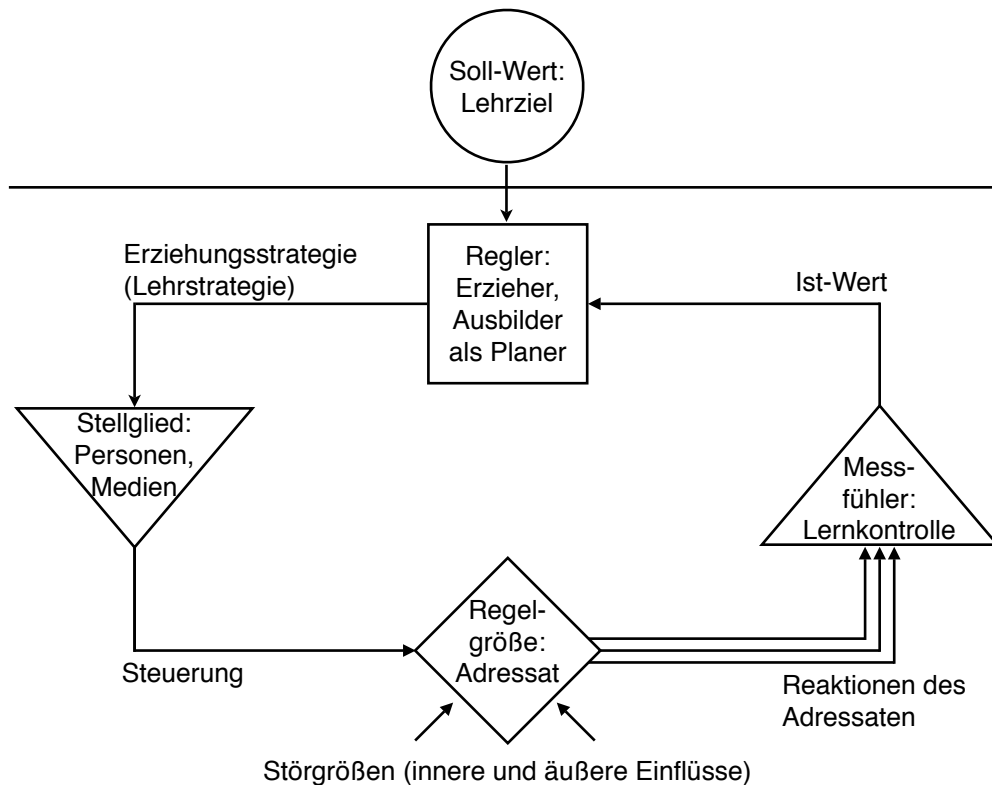 Soll-Wert:
Lehrziel
Erziehungsstrategie
(Lehrstrategie)
Regler:
Erzieher,
Ausbilder
als Planer
Ist-Wert
Stellglied:
Personen,
Medien
Mess-
fühler:
Lernkontrolle
Regel-
größe:
Adressat
Steuerung
Reaktionen des
Adressaten
Störgrößen (innere und äußere Einflüsse)